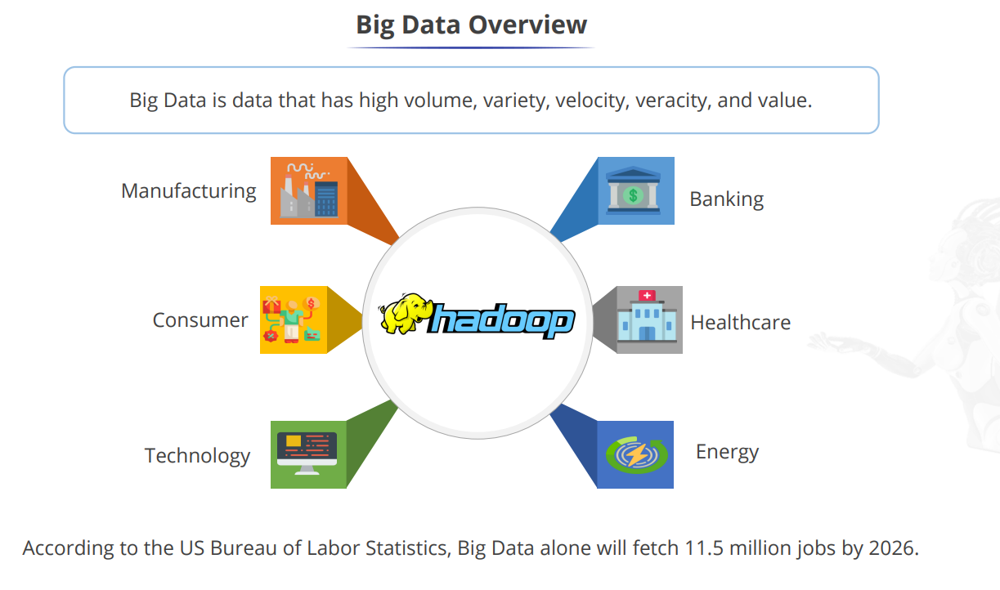 Big Data Overview
Big Data is data that has high volume, variety, velocity, veracity, and value.
Manufacturing
Banking
Consumer
hadoop
Healthcare
Technology
Energy
According to the US Bureau of Labor Statistics, Big Data alone will fetch 11.5 million jobs by 2026.